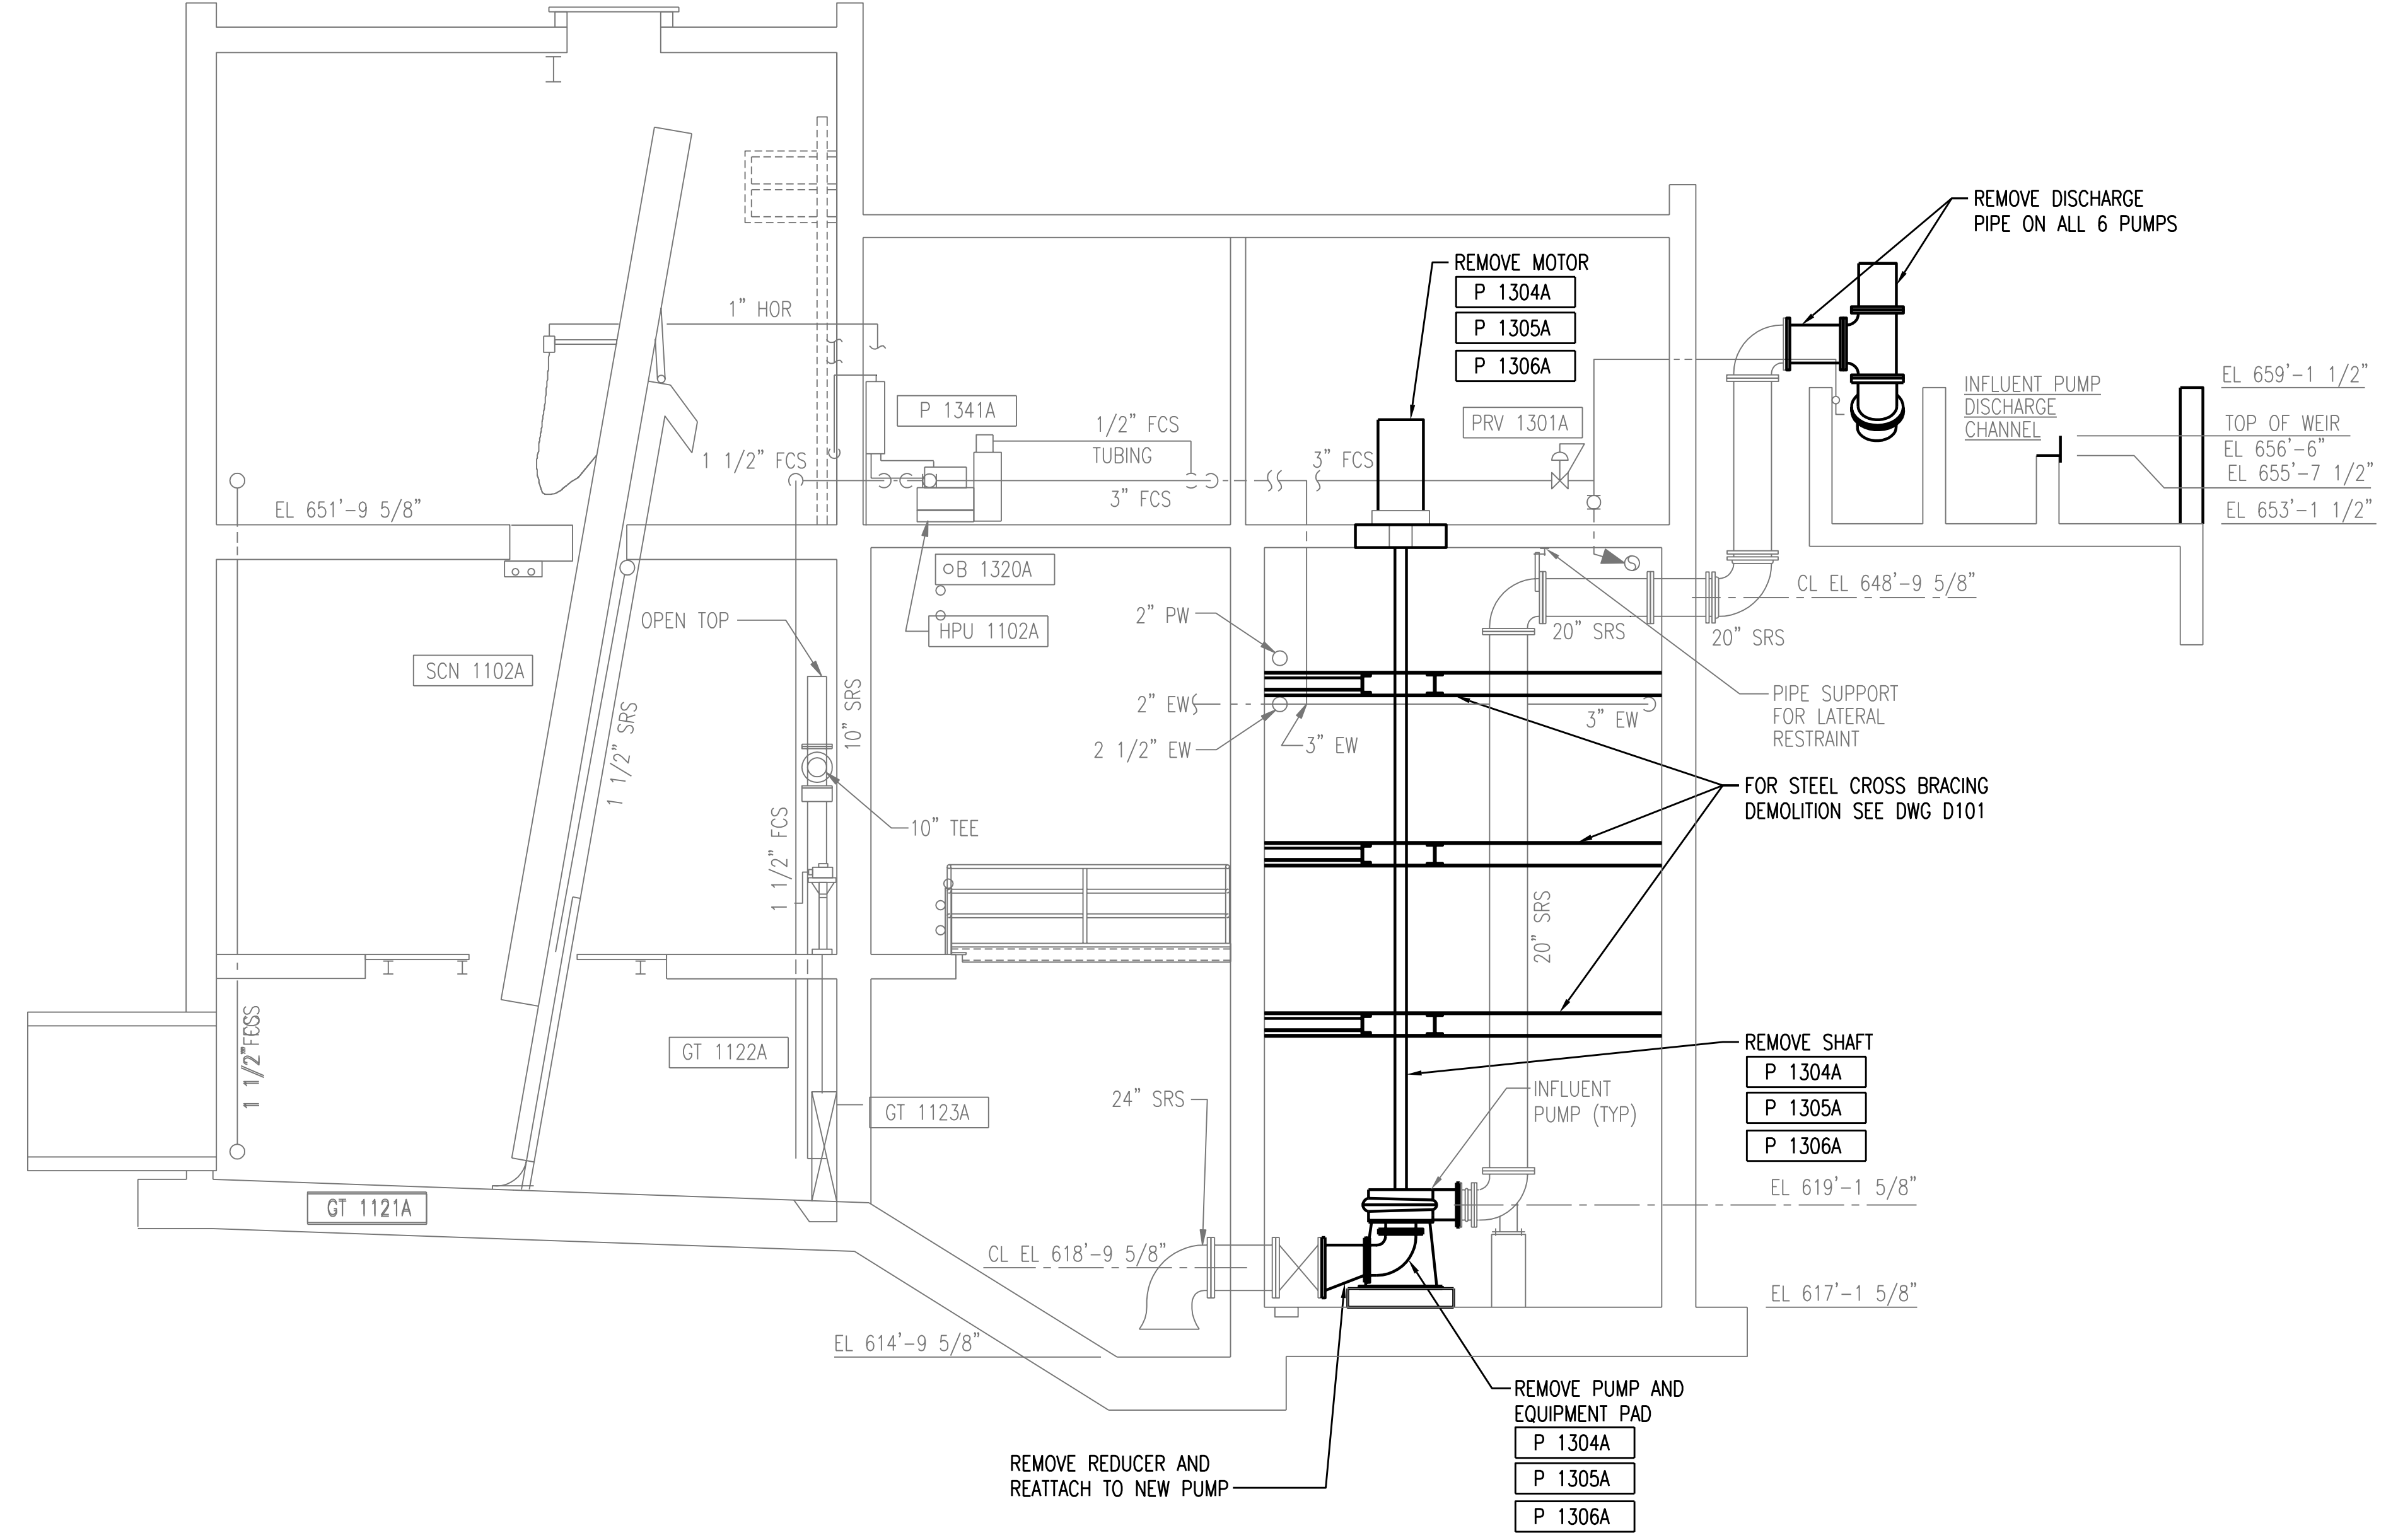 REMOVE DISCHARGE
PIPE ON ALL 6 PUMPS
REMOVE MOTOR
P 1304A
P 1305A
P 1306A
1" HOR
P 1341A
1/2" FCS
TUBING
PRV 1301A
INFLUENT PUMP
DISCHARGE
CHANNEL
EL 659'-1 1/2"
TOP OF WEIR
EL 656'-6"
EL 655'-7 1/2"
EL 653'-1 1/2"
1 1/2" FCS
3" FCS
3" FCS
EL 651'-9 5/8"
B 1320A
HPU 1102A
OPEN TOP
2" PW
20" SRS
20" SRS
CL EL 648'-9 5/8"
SCN 1102A
1 1/2" SRS
10" SRS
2" EW
2 1/2" EW
3" EW
3" EW
PIPE SUPPORT
FOR LATERAL
RESTRAINT
FOR STEEL CROSS BRACING
DEMOLITION SEE DWG D101
10" TEE
1 1/2" FCS
20" SRS
1 1/2"
GT 1122A
GT 1123A
24" SRS
INFLUENT
PUMP (TYP)
REMOVE SHAFT
P 1304A
P 1305A
P 1306A
EL 619'-1 5/8"
GT 1121A
CL EL 618'-9 5/8"
EL 617'-1 5/8"
EL 614'-9 5/8"
REMOVE PUMP AND
EQUIPMENT PAD
P 1304A
P 1305A
P 1306A
REMOVE REDUCER AND
REATTACH TO NEW PUMP